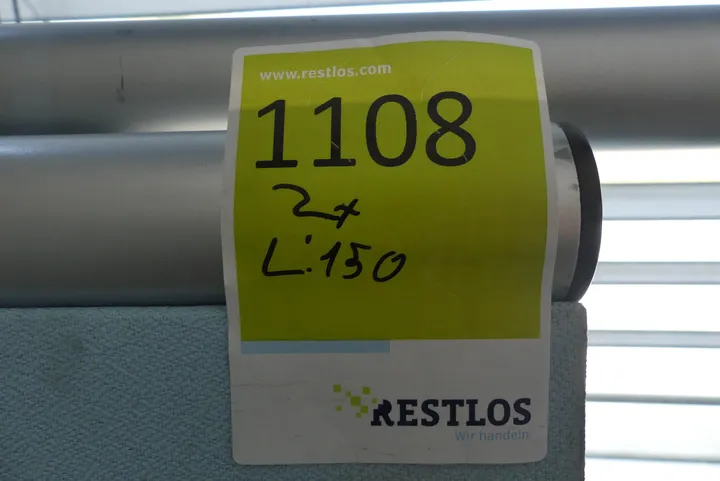 www.restlos.com
1108
2x
L:150
RESTLOS
Wir handeln